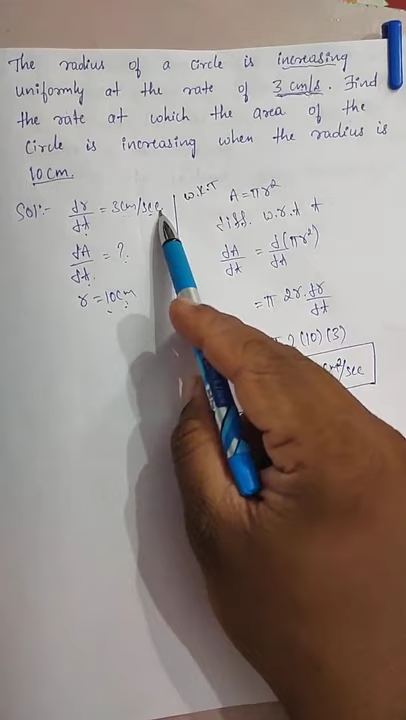 The radius of a circle is increasing
uniformly at the rate of 3 cm/s. Find
the rate at which the area of the
Circle is increasing when the radius is
10 cm.
Sol:- dr/dt = 3cm/sec
dA/dt = ?
r = 10cm
W.K.T A = πr²
diff. w.r.t t
dA/dt = d(πr²)/dt
= π 2r. dr/dt
2 (10) (3)
cm²/sec